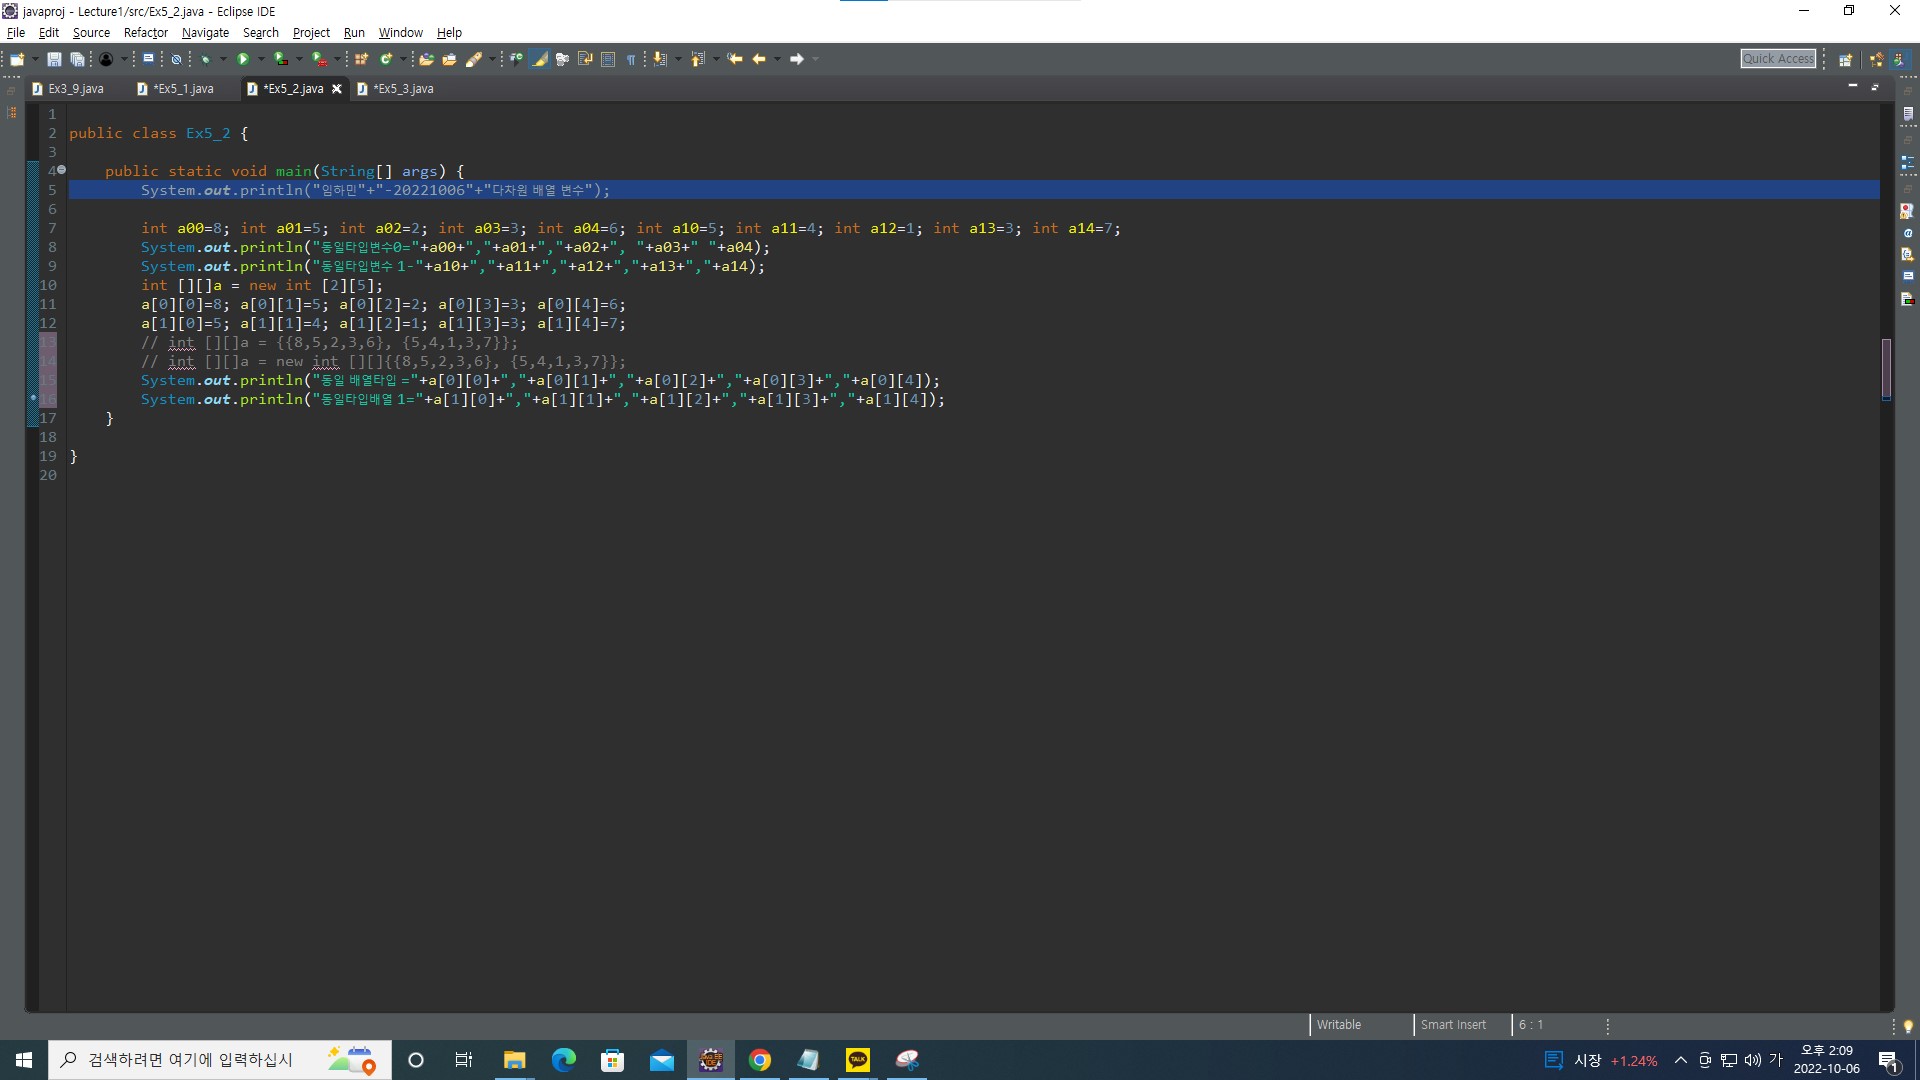 javaproj - Lecture1/src/Ex5_2.java - Eclipse IDE
File Edit Source Refactor Navigate Search Project Run Window Help
Quick Access
Ex3_9.java *Ex5_1.java *Ex5_2.java *Ex5_3.java
1
2 public class Ex5_2 {
3
4 public static void main(String[] args) {
5 System.out.println("임하민"+"-20221006"+"다차원 배열 변수");
6
7 int a00=8; int a01=5; int a02=2; int a03=3; int a04=6; int a10=5; int a11=4; int a12=1; int a13=3; int a14=7;
8 System.out.println("동일타입변수0="+a00+","+a01+","+a02+", "+a03+" "+a04);
9 System.out.println("동일타입변수 1-"+a10+","+a11+","+a12+","+a13+","+a14);
10 int [][]a = new int [2][5];
11 a[0][0]=8; a[0][1]=5; a[0][2]=2; a[0][3]=3; a[0][4]=6;
12 a[1][0]=5; a[1][1]=4; a[1][2]=1; a[1][3]=3; a[1][4]=7;
13 // int [][]a = {{8,5,2,3,6}, {5,4,1,3,7}};
14 // int [][]a = new int [][]{{8,5,2,3,6}, {5,4,1,3,7}};
15 System.out.println("동일 배열타입 ="+a[0][0]+","+a[0][1]+","+a[0][2]+","+a[0][3]+","+a[0][4]);
16 System.out.println("동일타입배열 1="+a[1][0]+","+a[1][1]+","+a[1][2]+","+a[1][3]+","+a[1][4]);
17 }
18
19 }
20
Writable Smart Insert 6 : 1
검색하려면 여기에 입력하십시
TALK
시장 +1.24% 가 오후 2:09
2022-10-06
1